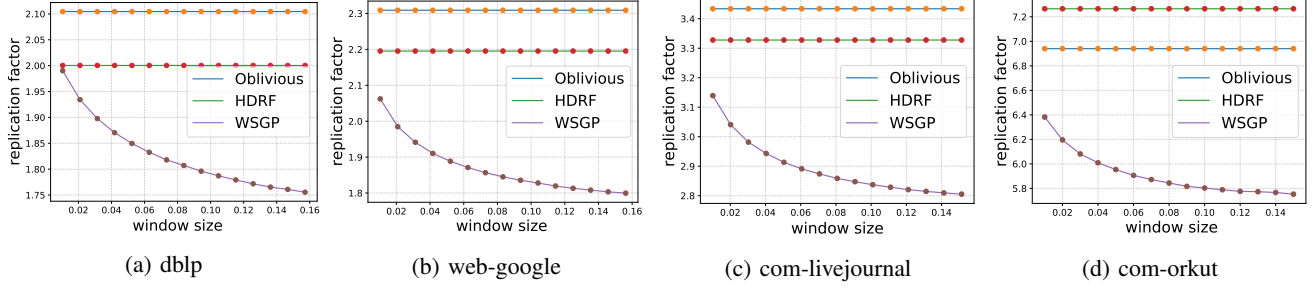 replication factor
2.10
2.05
2.00
1.95
1.90
1.85
1.80
1.75
Oblivious
HDRF
WSGP
0.02 0.04 0.06 0.08 0.10 0.12 0.14 0.16
window size
(a) dblp
replication factor
2.3
2.2
2.1
2.0
1.9
1.8
Oblivious
HDRF
WSGP
0.02 0.04 0.06 0.08 0.10 0.12 0.14 0.16
window size
(b) web-google
replication factor
3.4
3.3
3.2
3.1
3.0
2.9
2.8
Oblivious
HDRF
WSGP
0.02 0.04 0.06 0.08 0.10 0.12 0.14
window size
(c) com-livejournal
replication factor
7.2
7.0
6.8
6.6
6.4
6.2
6.0
5.8
Oblivious
HDRF
WSGP
0.02 0.04 0.06 0.08 0.10 0.12 0.14
window size
(d) com-orkut